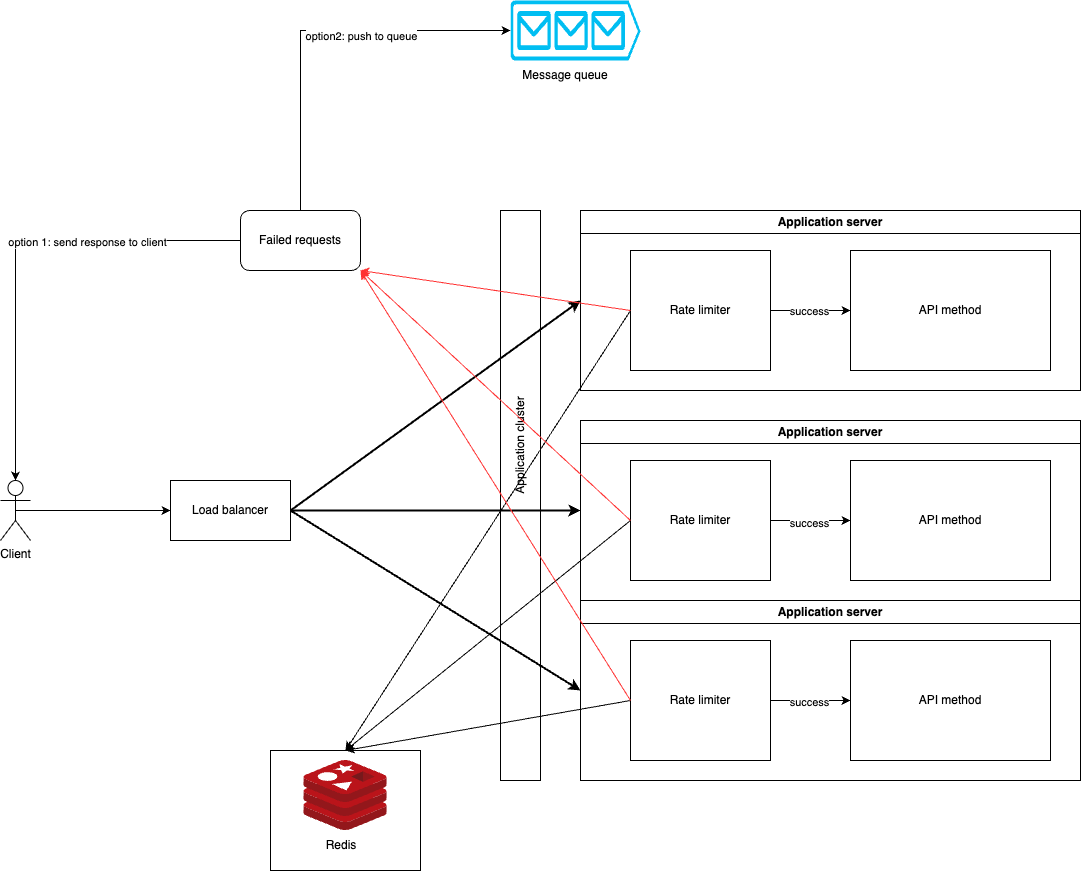 option2: push to queue
Message queue
Failed requests
option 1: send response to client
Application server
Rate limiter
success
API method
Application cluster
Application server
Rate limiter
success
API method
Load balancer
Client
Application server
Rate limiter
success
API method
Redis